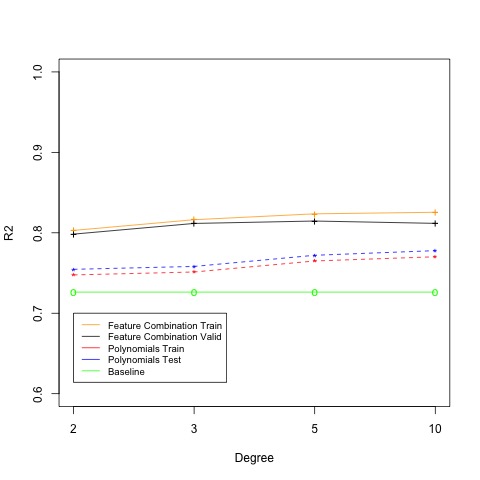 1.0
0.9
0.8
0.7
0.6
R2
Feature Combination Train
Feature Combination Valid
Polynomials Train
Polynomials Test
Baseline
2 3 5 10
Degree